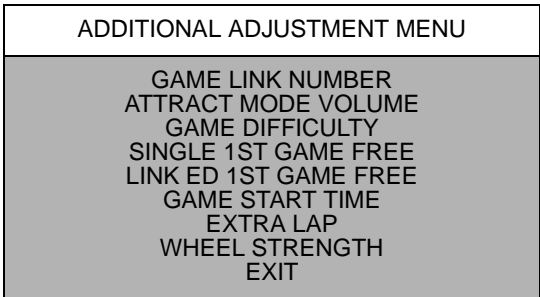 ADDITIONAL ADJUSTMENT MENU
GAME LINK NUMBER
ATTRACT MODE VOLUME
GAME DIFFICULTY
SINGLE 1ST GAME FREE
LINK ED 1ST GAME FREE
GAME START TIME
EXTRA LAP
WHEEL STRENGTH
EXIT